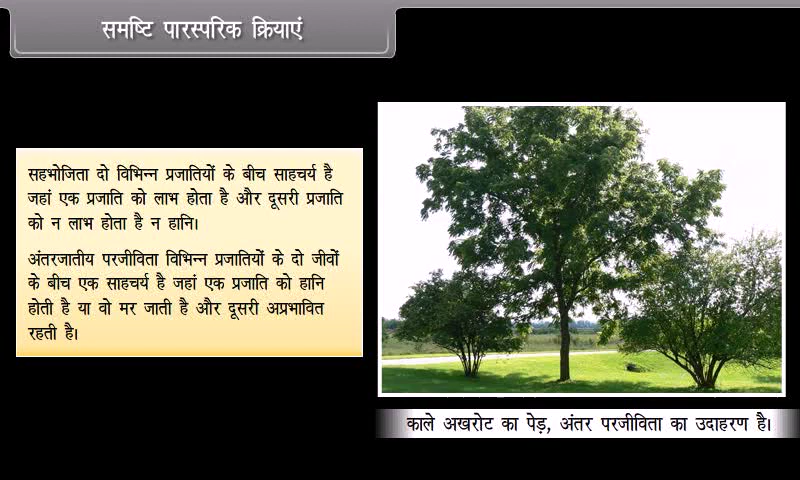 समष्टि पारस्परिक क्रियाएं
सहभोजिता दो विभिन्न प्रजातियों के बीच साहचर्य है
जहां एक प्रजाति को लाभ होता है और दूसरी प्रजाति
को न लाभ होता है न हानि।
अंतरजातीय परजीविता विभिन्न प्रजातियों के दो जीवों
के बीच एक साहचर्य है जहां एक प्रजाति को हानि
होती है या वो मर जाती है और दूसरी अप्रभावित
रहती है।
काले अखरोट का पेड़, अंतर परजीविता का उदाहरण है।